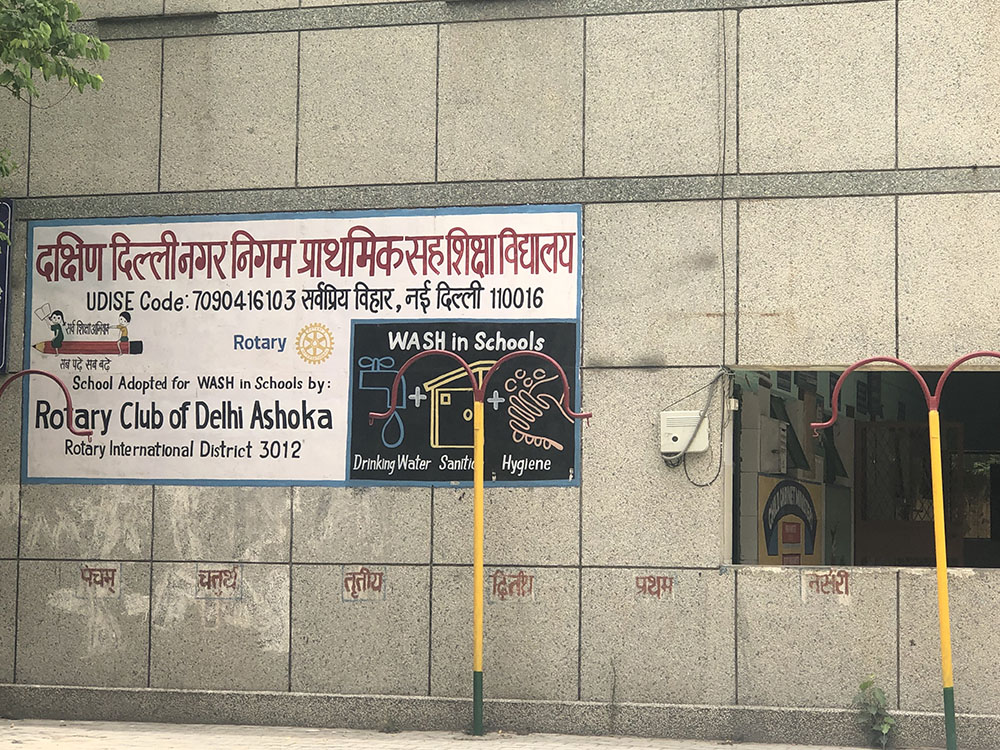 दक्षिण दिल्ली नगर निगम प्राथमिक सह शिक्षा विद्यालय
UDISE Code: 7090416103 सर्वप्रिय विहार, नई दिल्ली 110016
सर्व शिक्षा अभियान
सब पढ़े सब बढ़े
Rotary
School Adopted for WASH in Schools by:
Rotary Club of Delhi Ashoka
Rotary International District 3012
WASH in Schools
Drinking Water Sanitation Hygiene
पंचम् चतुर्थ तृतीय द्वितीय प्रथम नर्सरी